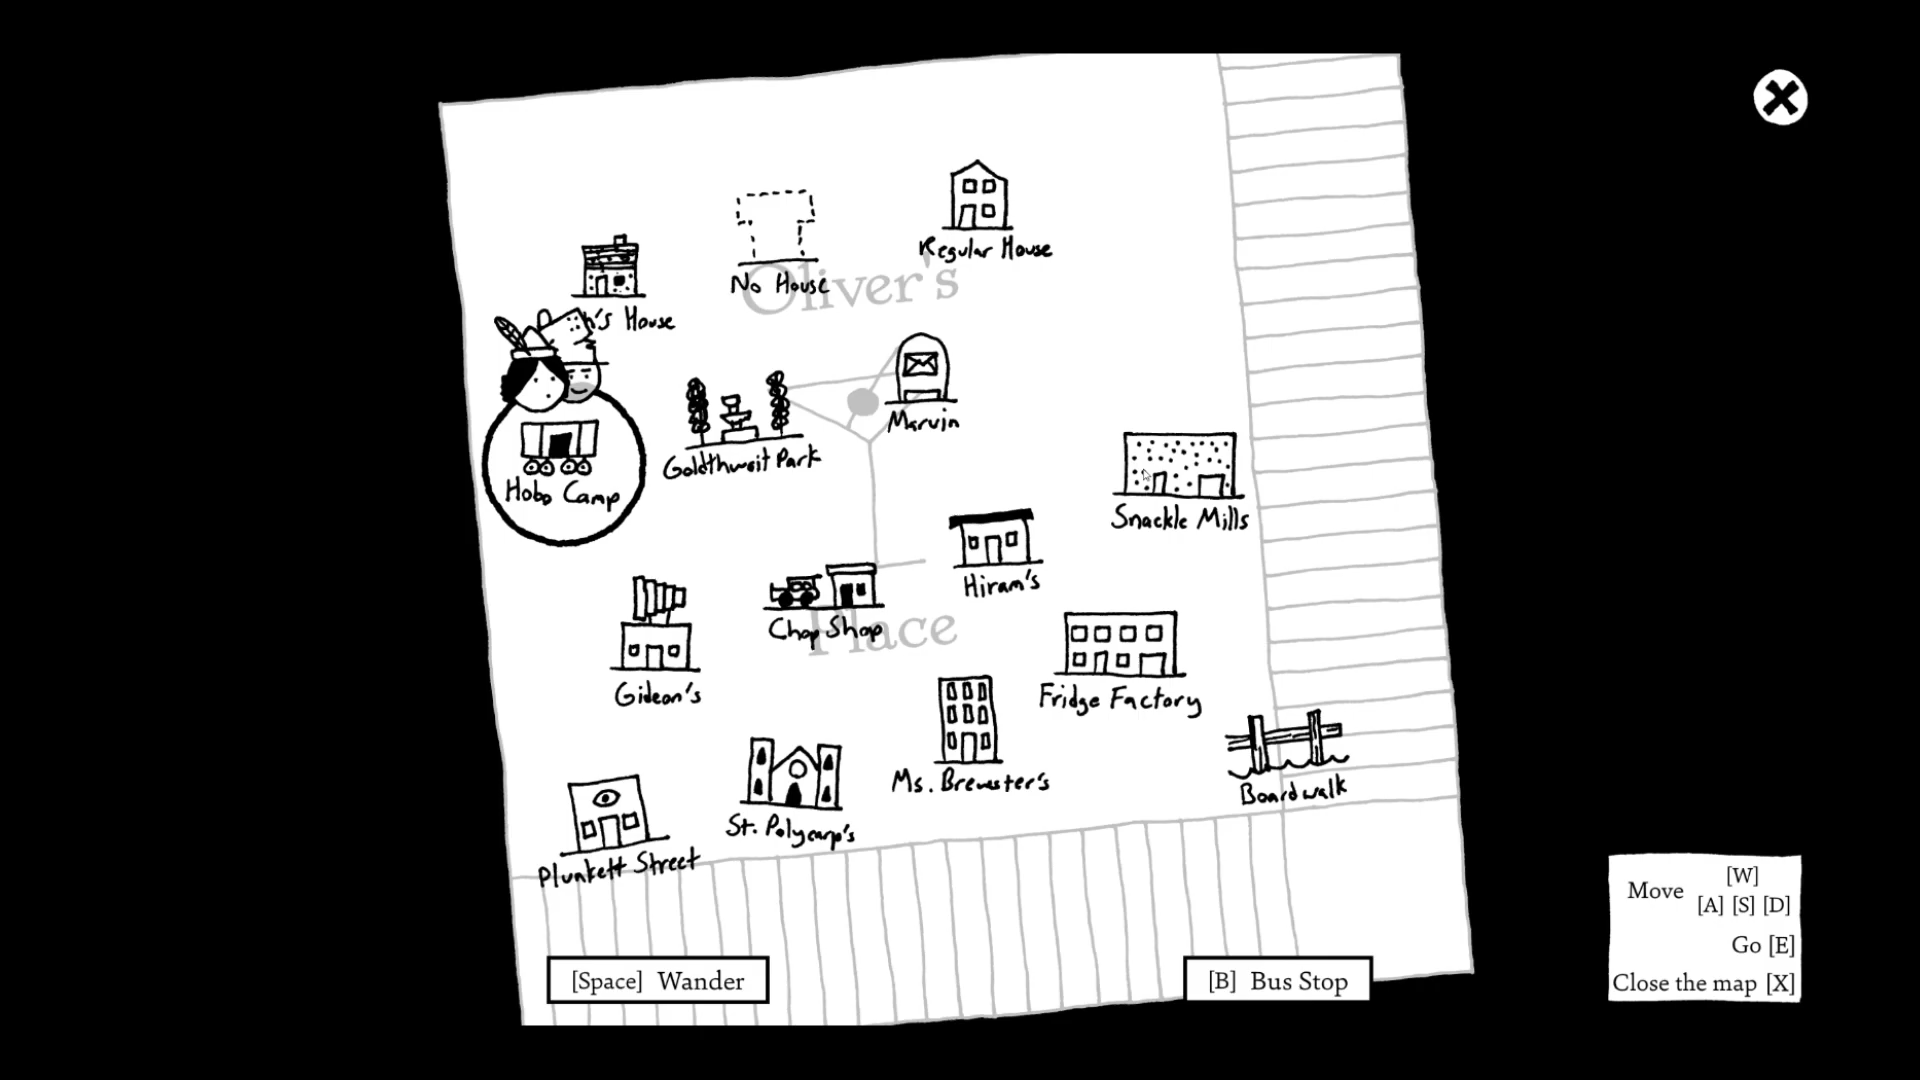 Regular House
No House
Oliver's
House
Marvin
Goldthwait Park
Hobo Camp
Snackle Mills
Hiram's
Chop Shop
Place
Gideon's
Fridge Factory
Ms. Brewster's
Boardwalk
St. Polycarp's
Plunkett Street
[W]
Move [A] [S] [D]
Go [E]
Close the map [X]
[Space] Wander
[B] Bus Stop